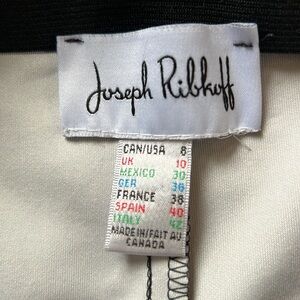 Joseph Ribkoff
CAN/USA 8
UK 10
MEXICO 30
GER 36
FRANCE 38
SPAIN 40
ITALY 42
MADE IN/FAIT AU
CANADA